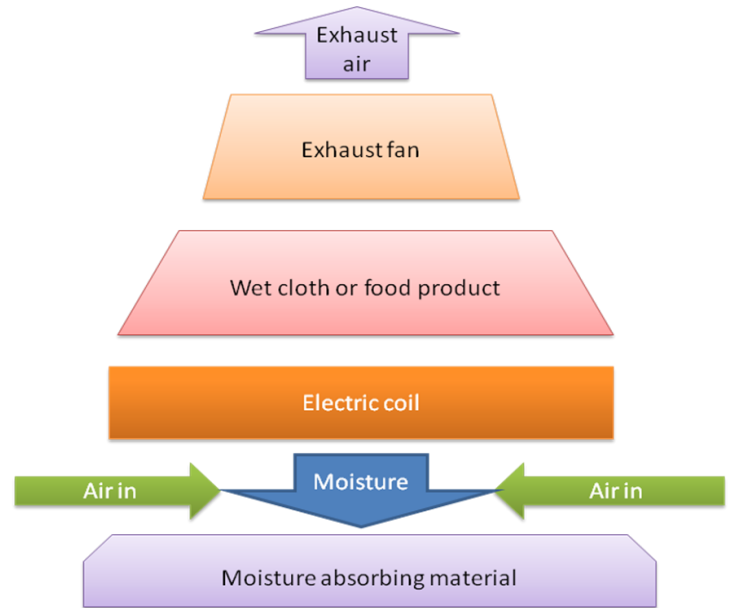 Exhaust
air
Exhaust fan
Wet cloth or food product
Electric coil
Moisture
Air in
Air in
Moisture absorbing material